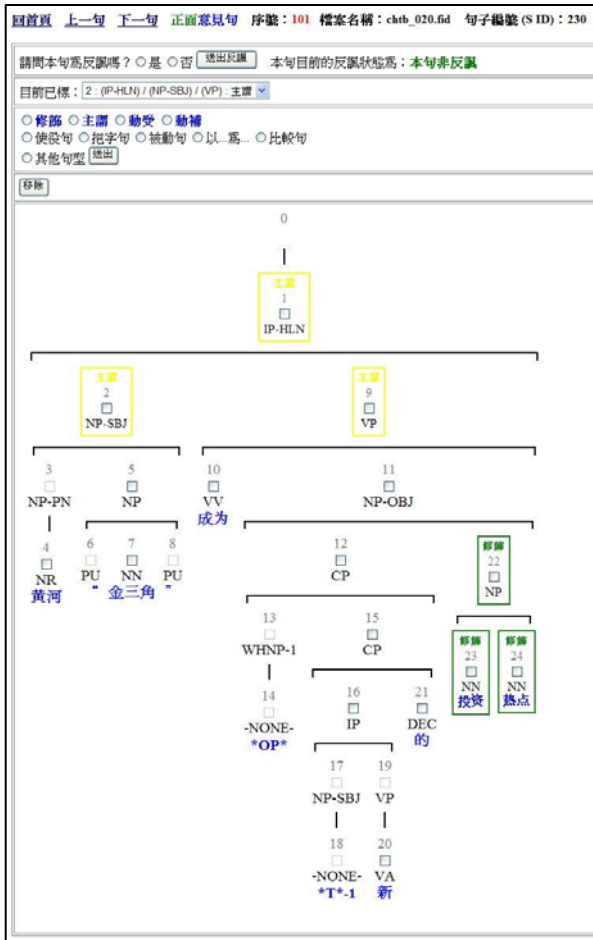 回首頁 上一句 下一句 正面意見句 序號：101 檔案名稱：chtb_020.fid 句子編號 (S ID)：230
請問本句為反諷嗎？ 是 否 送出反諷 本句目前的反諷狀態為：本句非反諷
目前已標： 2 : (IP-HLN) / (NP-SBJ) / (VP) : 主謂
修飾 主謂 動受 動補
使役句 把字句 被動句 以...為... 比較句
其他句型 送出
移除
0
主謂
1
IP-HLN
主謂 主謂
2 9
NP-SBJ VP
3 5 10 11
NP-PN NP VV NP-OBJ
成为
4 6 7 8 12 修飾 22
NR PU NN PU CP NP
黄河 “ 金三角 ”
13 15 修飾 23 修飾 24
WHNP-1 CP NN NN
投资 热点
14 16 21
-NONE- IP DEC
*OP* 的
17 19
NP-SBJ VP
18 20
-NONE- VA
*T*-1 新